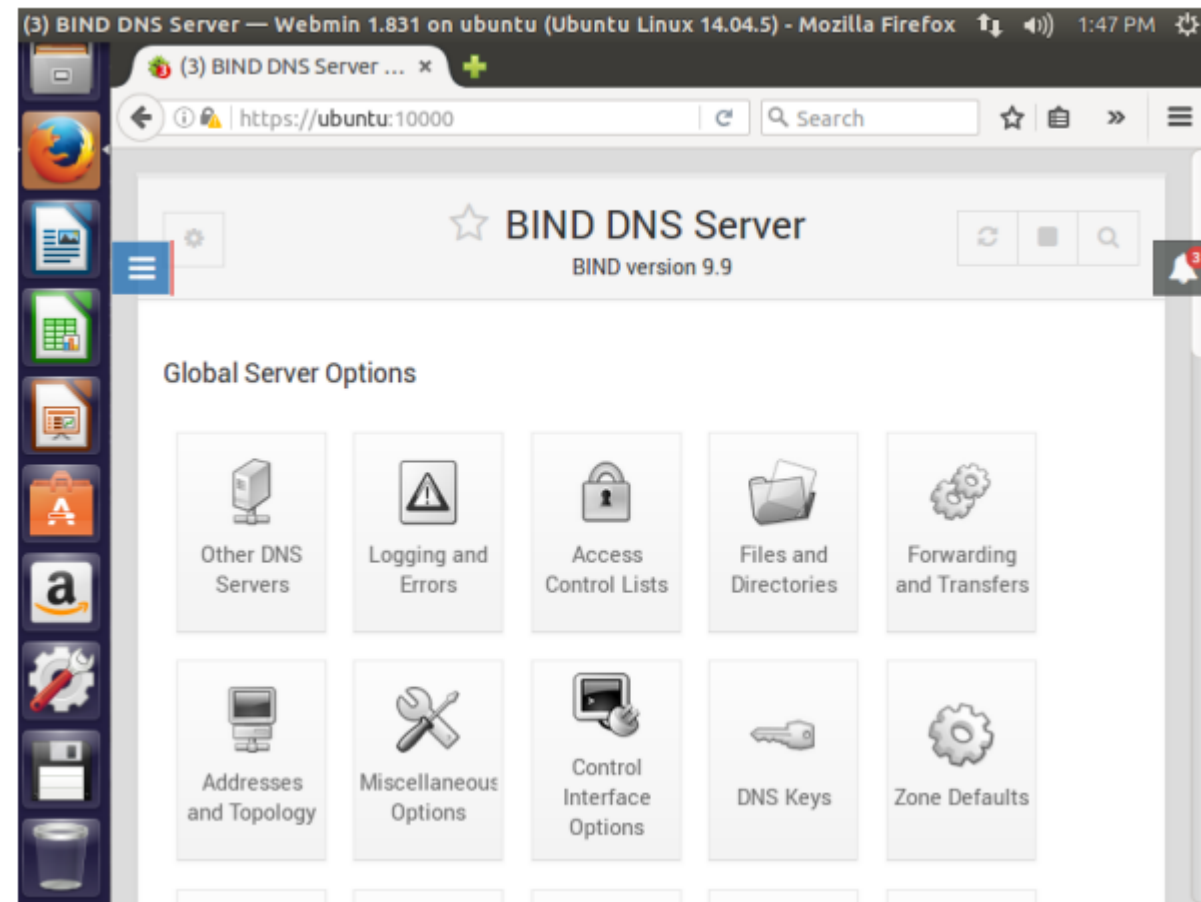 (3) BIND DNS Server — Webmin 1.831 on ubuntu (Ubuntu Linux 14.04.5) - Mozilla Firefox 1:47 PM
(3) BIND DNS Server ... ×
https://ubuntu:10000
Search
BIND DNS Server
BIND version 9.9
3
Global Server Options
Other DNS
Servers
Logging and
Errors
Access
Control Lists
Files and
Directories
Forwarding
and Transfers
Addresses
and Topology
Miscellaneous
Options
Control
Interface
Options
DNS Keys
Zone Defaults